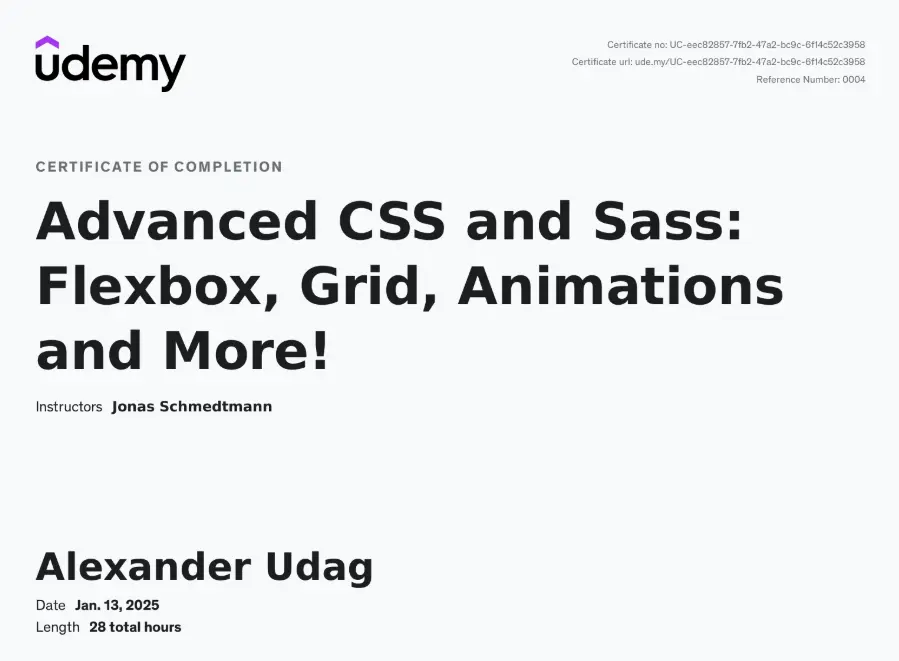 udemy
Certificate no: UC-eec82857-7fb2-47a2-bc9c-6f14c52c3958
Certificate url: ude.my/UC-eec82857-7fb2-47a2-bc9c-6f14c52c3958
Reference Number: 0004
CERTIFICATE OF COMPLETION
Advanced CSS and Sass:
Flexbox, Grid, Animations
and More!
Instructors Jonas Schmedtmann
Alexander Udag
Date Jan. 13, 2025
Length 28 total hours